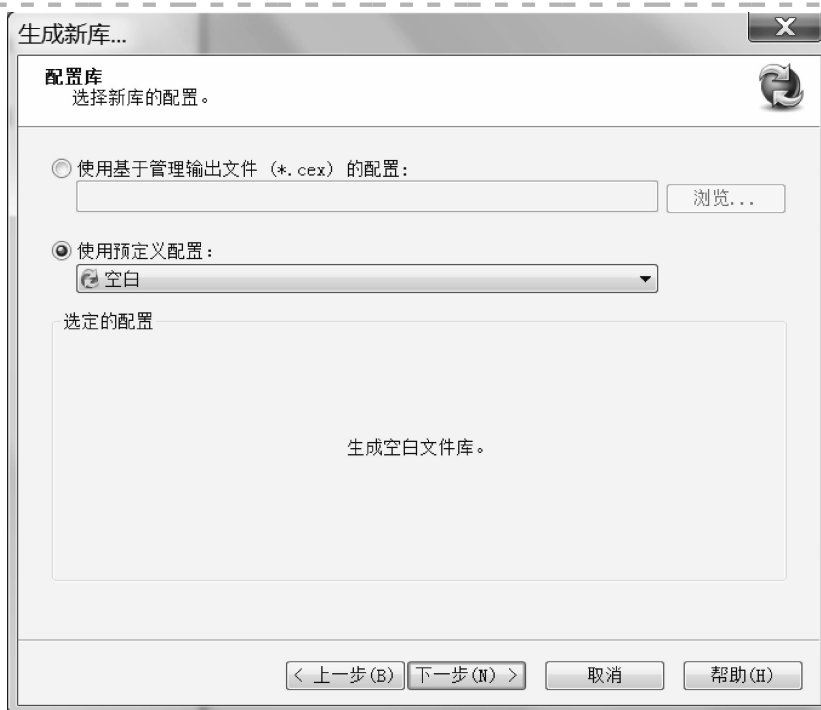 生成新库...
配置库
选择新库的配置。
使用基于管理输出文件 (*.cex) 的配置:
浏览...
使用预定义配置:
空白
选定的配置
生成空白文件库。
< 上一步(B)
下一步(N) >
取消
帮助(H)